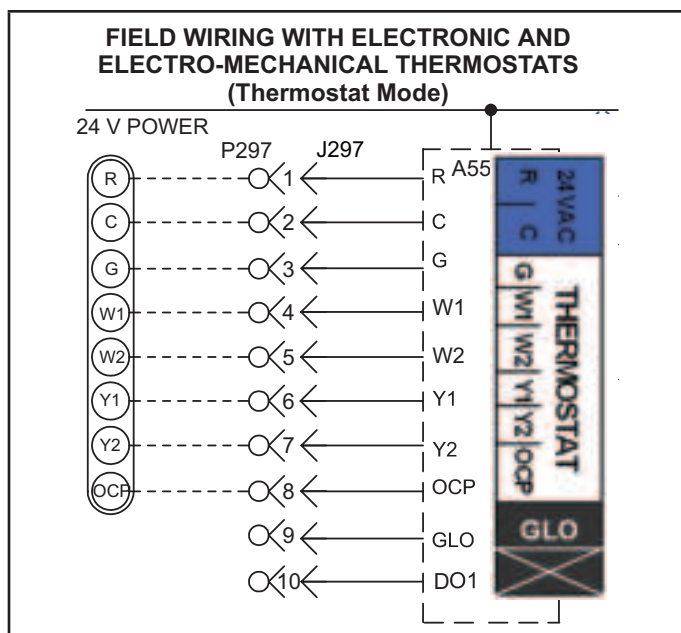 FIELD WIRING WITH ELECTRONIC AND
ELECTRO-MECHANICAL THERMOSTATS
(Thermostat Mode)
24 V POWER
P297 J297
A55
R 1 R
C 2 C
G 3 G
W1 4 W1
W2 5 W2
Y1 6 Y1
Y2 7 Y2
OCP 8 OCP
9 GLO
10 DO1
24VAC
R C
THERMOSTAT
G W1 W2 Y1 Y2 OCP
GLO